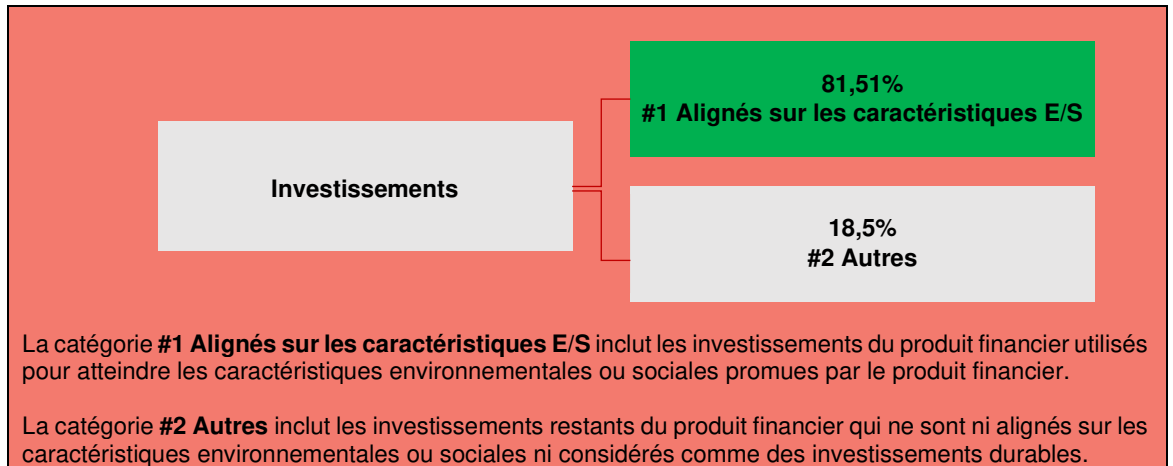 81,51%
#1 Alignés sur les caractéristiques E/S
Investissements
18,5%
#2 Autres
La catégorie #1 Alignés sur les caractéristiques E/S inclut les investissements du produit financier utilisés
pour atteindre les caractéristiques environnementales ou sociales promues par le produit financier.
La catégorie #2 Autres inclut les investissements restants du produit financier qui ne sont ni alignés sur les
caractéristiques environnementales ou sociales ni considérés comme des investissements durables.